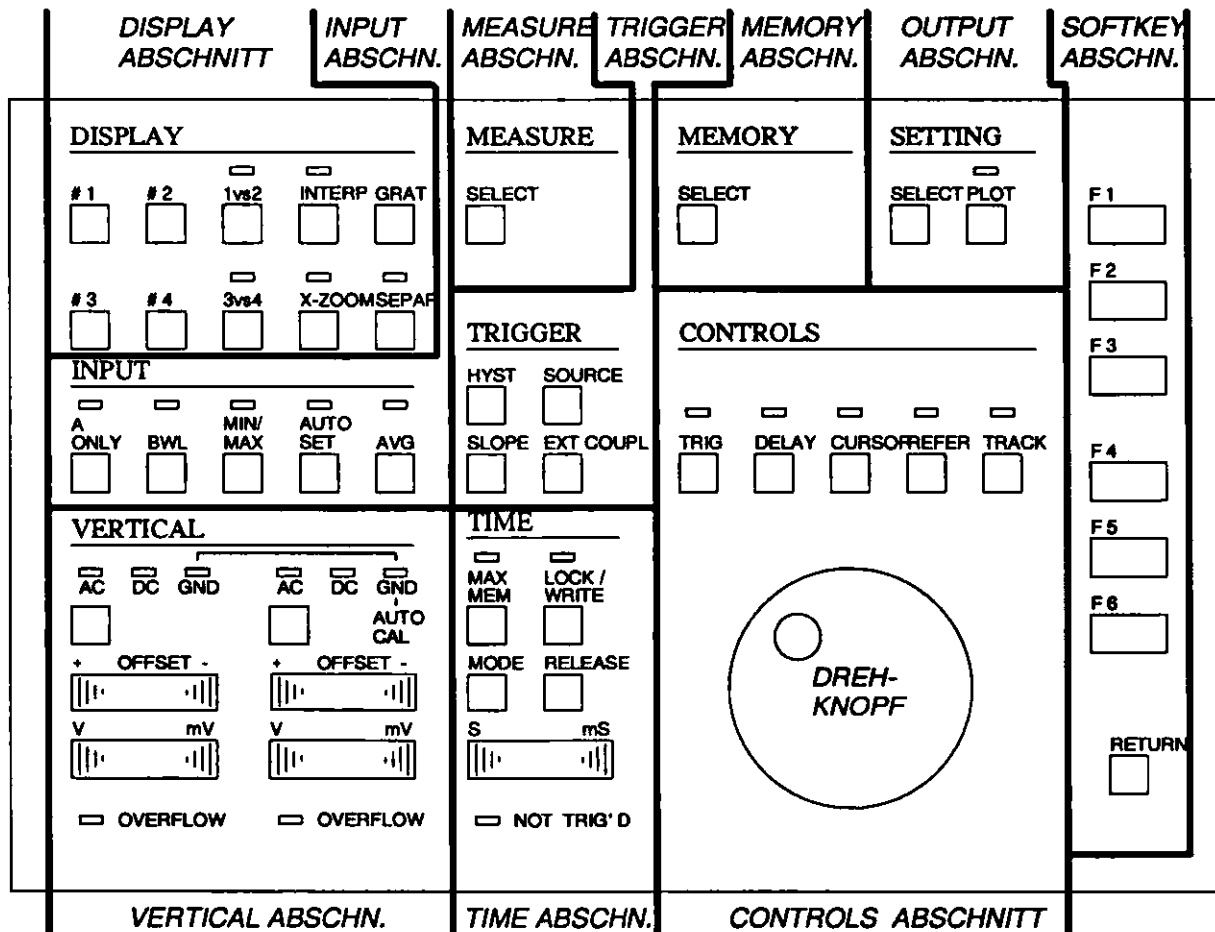 DISPLAY ABSCHNITT
INPUT ABSCHN.
MEASURE ABSCHN.
TRIGGER ABSCHN.
MEMORY ABSCHN.
OUTPUT ABSCHN.
SOFTKEY ABSCHN.
DISPLAY
#1 #2 1vs2 INTERP GRAT
#3 #4 3vs4 X-ZOOM SEPAR
MEASURE
SELECT
MEMORY
SELECT
SETTING
SELECT PLOT
INPUT
A ONLY
BWL
MIN/ MAX
AUTO SET
AVG
TRIGGER
HYST SOURCE
SLOPE EXT COUPL
CONTROLS
TRIG DELAY CURSOR REFER TRACK
DREH-
KNOPF
VERTICAL
AC DC GND AC DC GND
AUTO
CAL
+ OFFSET - + OFFSET -
V mV V mV
OVERFLOW OVERFLOW
TIME
MAX MEM
LOCK / WRITE
MODE RELEASE
S mS
NOT TRIG'D
F1
F2
F3
F4
F5
F6
RETURN
VERTICAL ABSCHN.
TIME ABSCHN.
CONTROLS ABSCHNITT